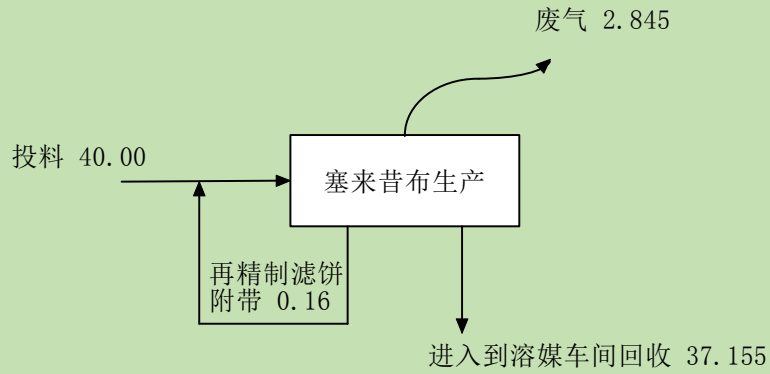 废气 2.845
投料 40.00
塞来昔布生产
再精制滤饼
附带 0.16
进入到溶媒车间回收 37.155